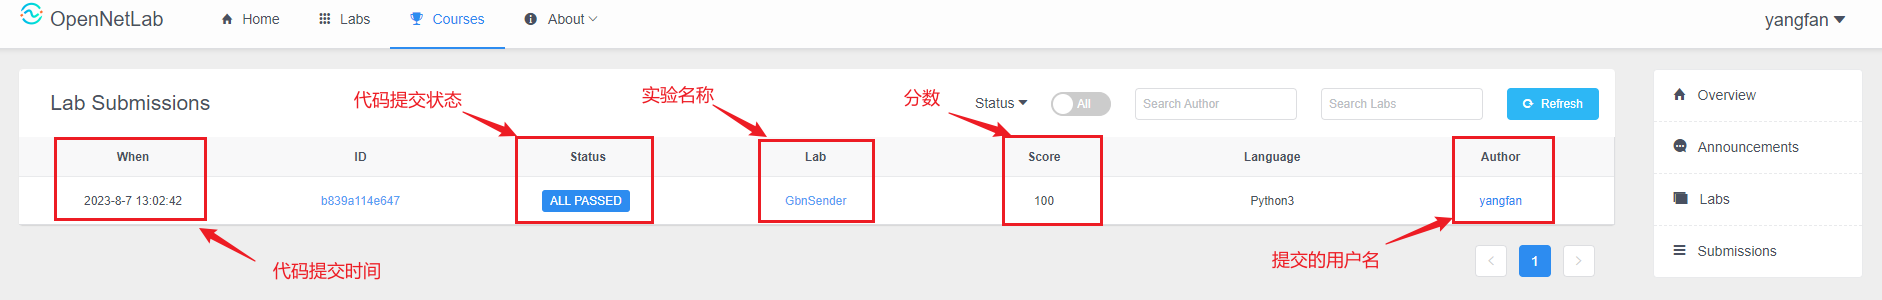 OpenNetLab Home Labs Courses About yangfan
Lab Submissions 代码提交状态 实验名称 分数 Status All Search Author Search Labs Refresh
When ID Status Lab Score Language Author
2023-8-7 13:02:42 b839a114e647 ALL PASSED GbnSender 100 Python3 yangfan
代码提交时间 提交的用户名 1
Overview
Announcements
Labs
Submissions